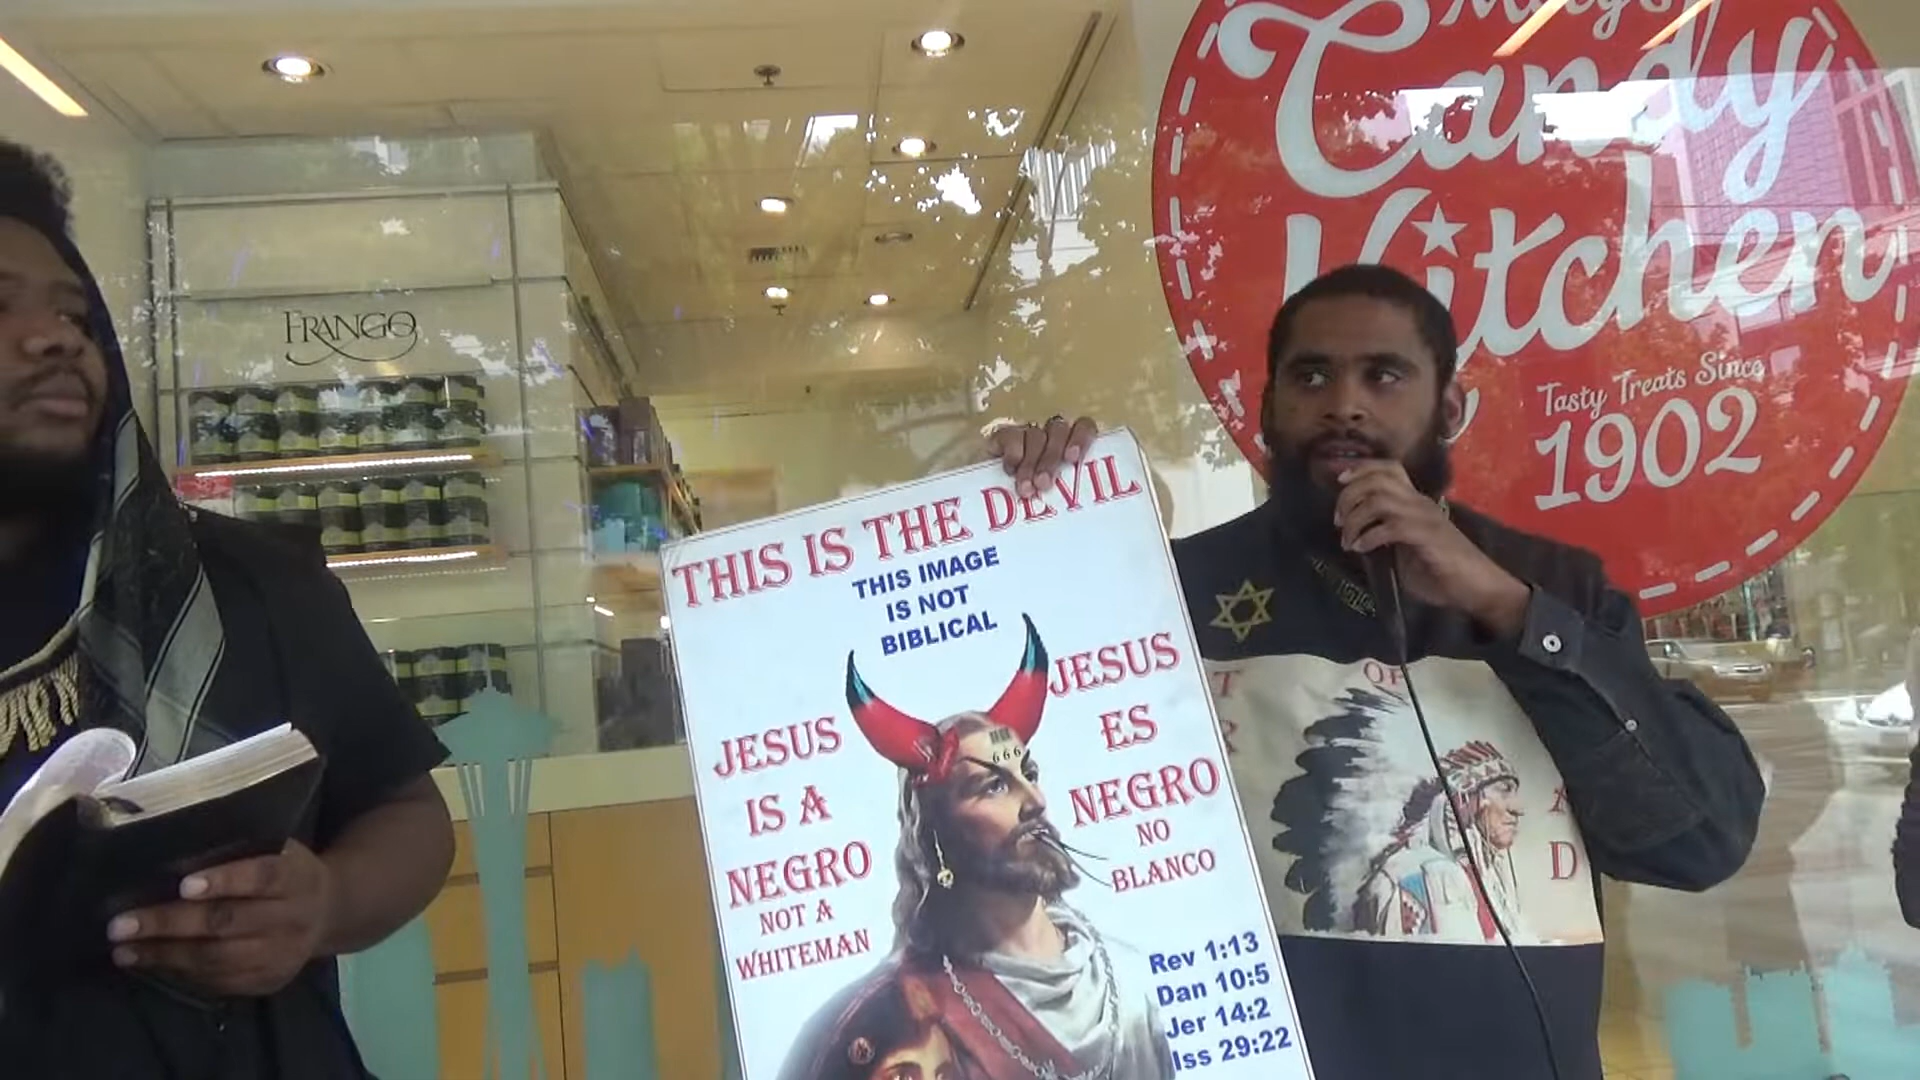 Macy's
Candy
Kitchen
Tasty Treats Since
1902
FRANGO
THIS IS THE DEVIL
THIS IMAGE
IS NOT
BIBLICAL
JESUS
IS A
NEGRO
NOT A
WHITEMAN
JESUS
ES
NEGRO
NO
BLANCO
666
Rev 1:13
Dan 10:5
Jer 14:2
Iss 29:22
OF
D